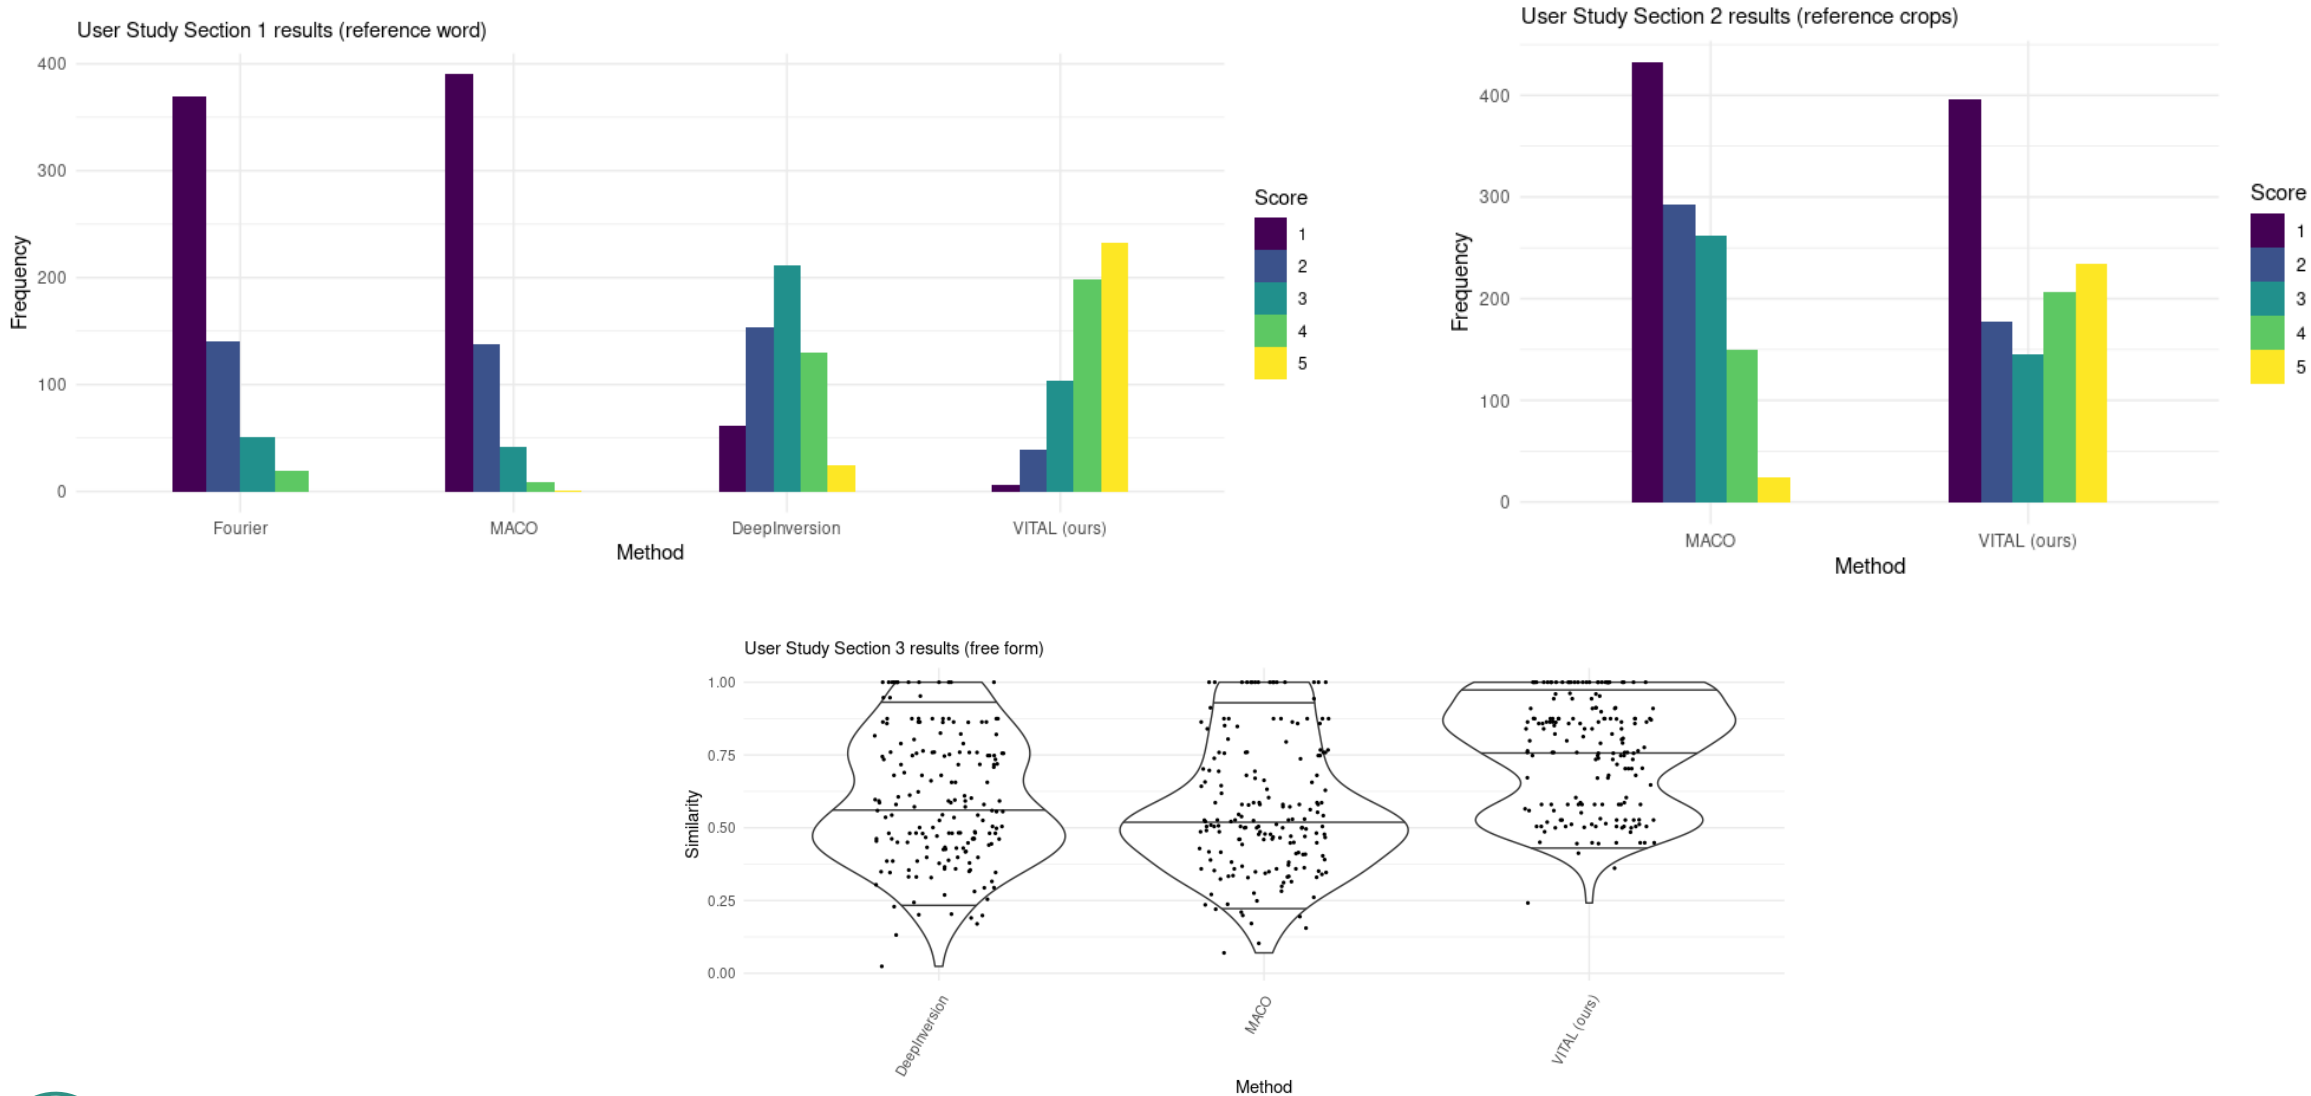 User Study Section 1 results (reference word)
400
300
200
100
0
Frequency
Fourier
MACO
DeepInversion
VITAL (ours)
Method
Score
1
2
3
4
5
User Study Section 2 results (reference crops)
400
300
200
100
0
Frequency
MACO
VITAL (ours)
Method
Score
1
2
3
4
5
User Study Section 3 results (free form)
1.00
0.75
0.50
0.25
0.00
Similarity
DeepInversion
MACO
VITAL (ours)
Method